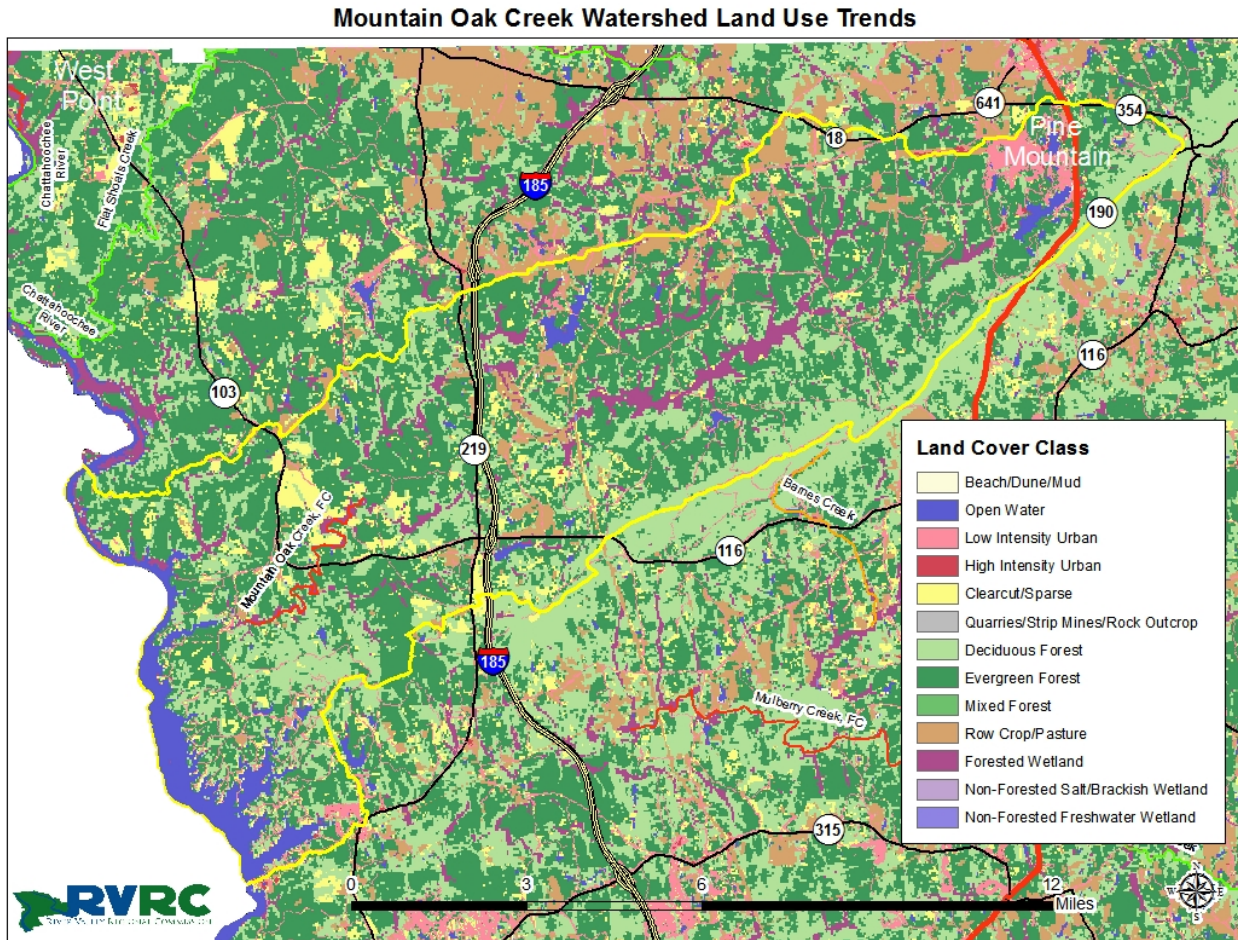 Mountain Oak Creek Watershed Land Use Trends
West
Point
Chattahoochee
River
Flat Shoals Creek
Chattahoochee
River
641
354
18
Pine
Mountain
185
190
116
103
219
Barnes Creek
116
Mountain Oak Creek, FC
185
Mulberry Creek, FC
315
Land Cover Class
Beach/Dune/Mud
Open Water
Low Intensity Urban
High Intensity Urban
Clearcut/Sparse
Quarries/Strip Mines/Rock Outcrop
Deciduous Forest
Evergreen Forest
Mixed Forest
Row Crop/Pasture
Forested Wetland
Non-Forested Salt/Brackish Wetland
Non-Forested Freshwater Wetland
RVRC
RIVER VALLEY REGIONAL COMMISSION
0 3 6 12
Miles
N
W E
S